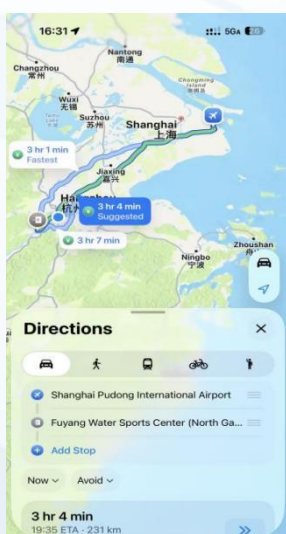 16:31
5GA
Nantong
南通
Changzhou
常州
Chongming
Island
Wuxi
无锡
Suzhou
苏州
Shanghai
上海
3 hr 1 min
Fastest
Jiaxing
嘉兴
3 hr 4 min
Suggested
3 hr 7 min
Ningbo
宁波
Zhoushan
Directions
Shanghai Pudong International Airport
Fuyang Water Sports Center (North Ga...
Add Stop
Now
Avoid
3 hr 4 min
19:35 ETA · 231 km